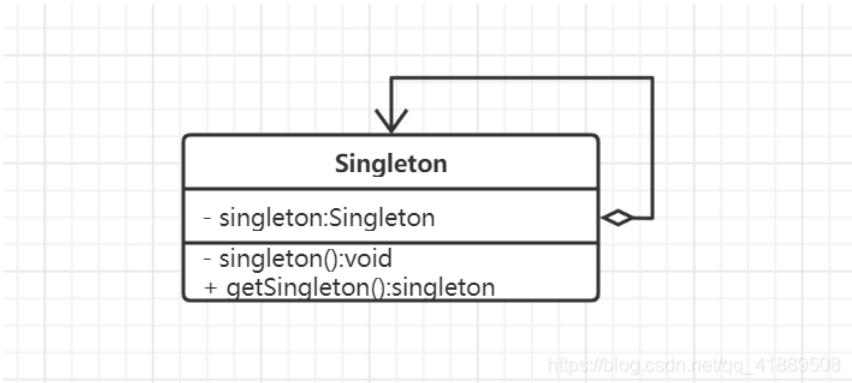 Singleton
- singleton:Singleton
- singleton():void
+ getSingleton():singleton
https://blog.csdn.net/qq_41889508